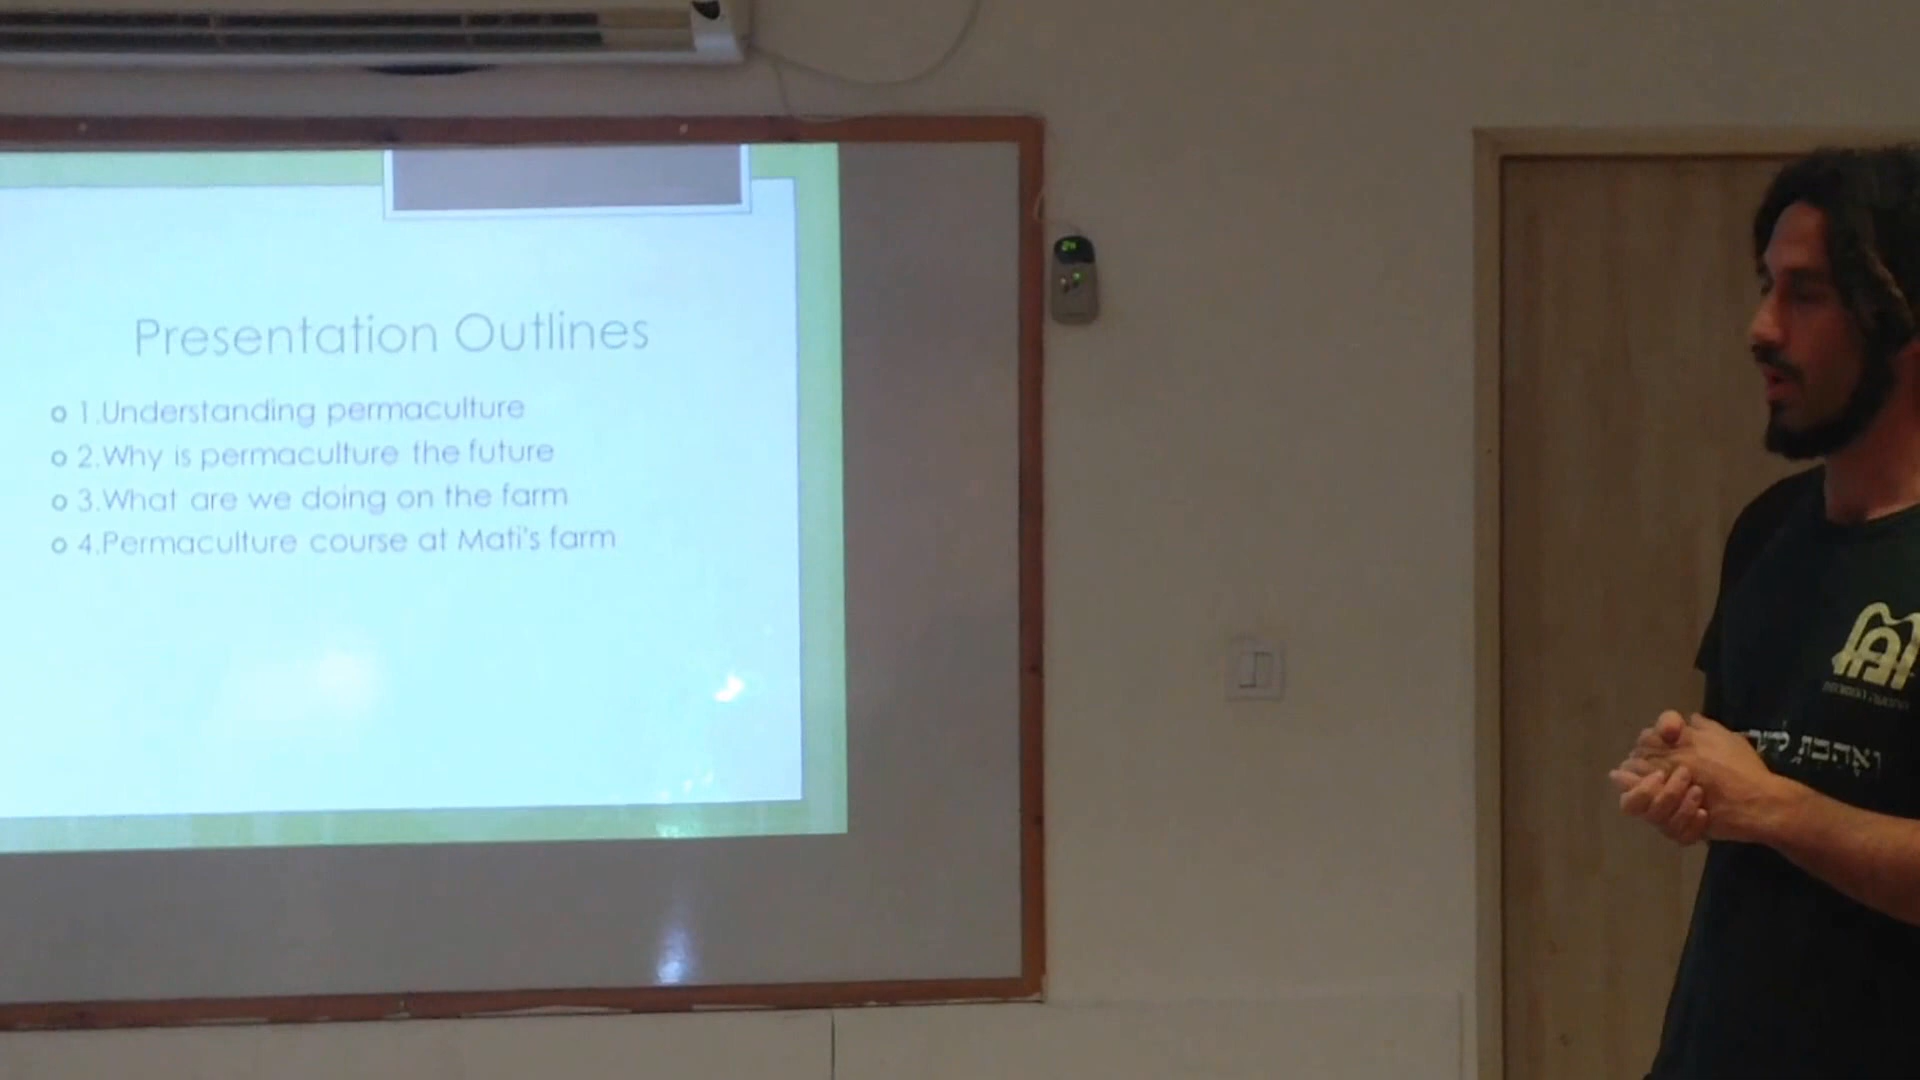 Presentation Outlines
1.Understanding permaculture
2.Why is permaculture the future
3.What are we doing on the farm
4.Permaculture course at Mati's farm
24
וְאָהַבְתָּ